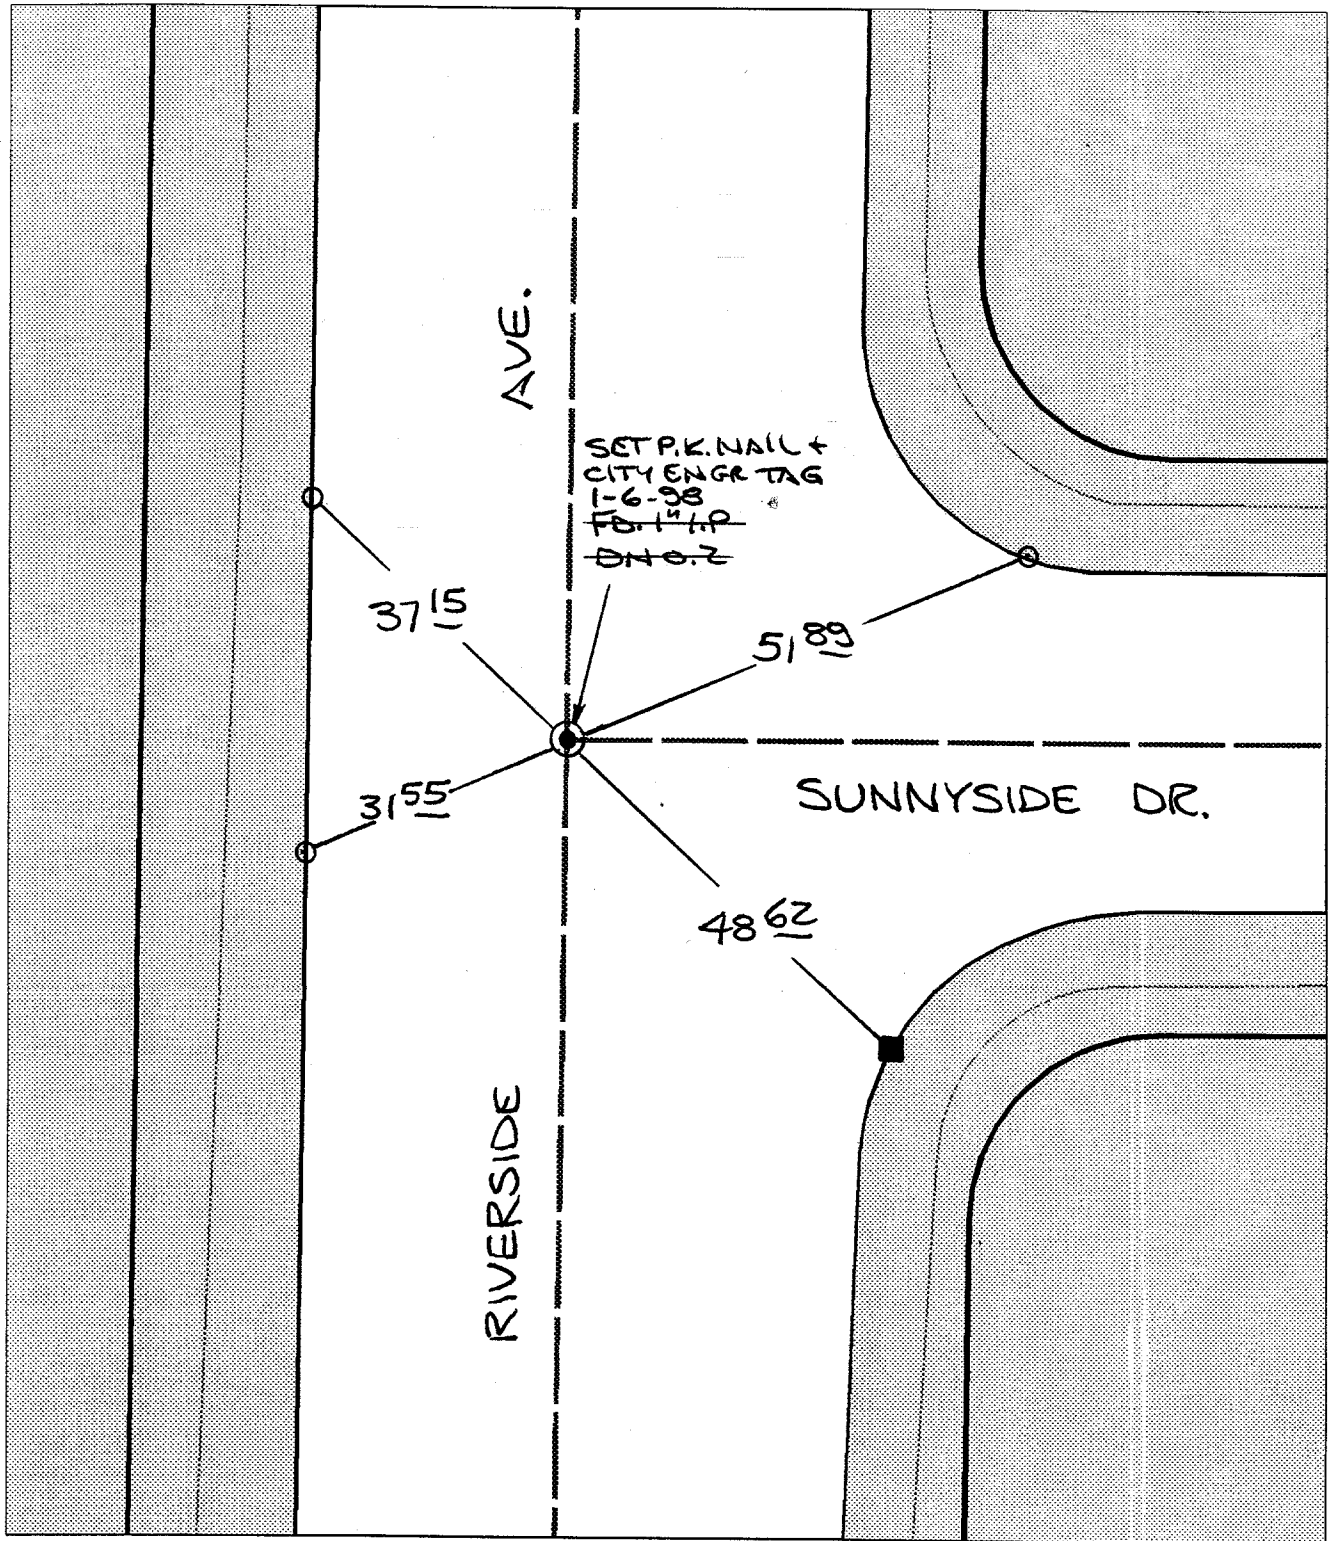 AVE.
SET P.K. NAIL +
CITY ENGR TAG
1-6-98
FD. 1" I.P
DN 0.2
37 15
51 89
31 55
SUNNYSIDE DR.
48 62
RIVERSIDE